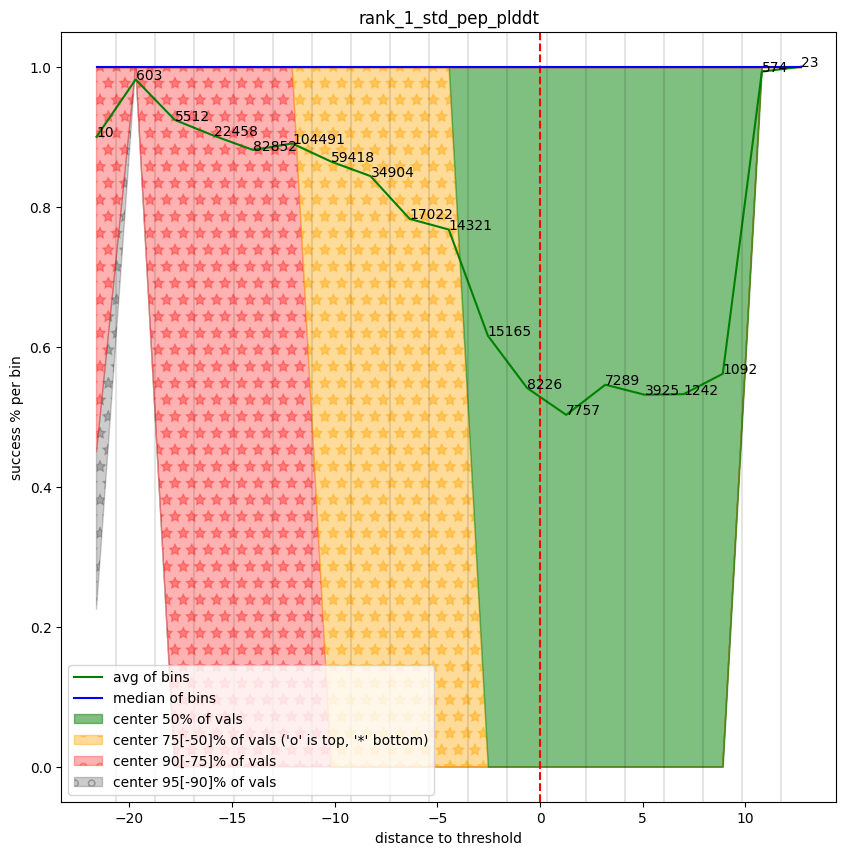 rank_1_std_pep_plddt
success % per bin
1.0
0.8
0.6
0.4
0.2
0.0
10
603
5512
22458
82852
104491
59418
34904
17022
14321
15165
8226
7757
7289
3925
1242
1092
574
23
avg of bins
median of bins
center 50% of vals
center 75[-50]% of vals ('o' is top, '*' bottom)
center 90[-75]% of vals
center 95[-90]% of vals
−20 −15 −10 −5 0 5 10
distance to threshold